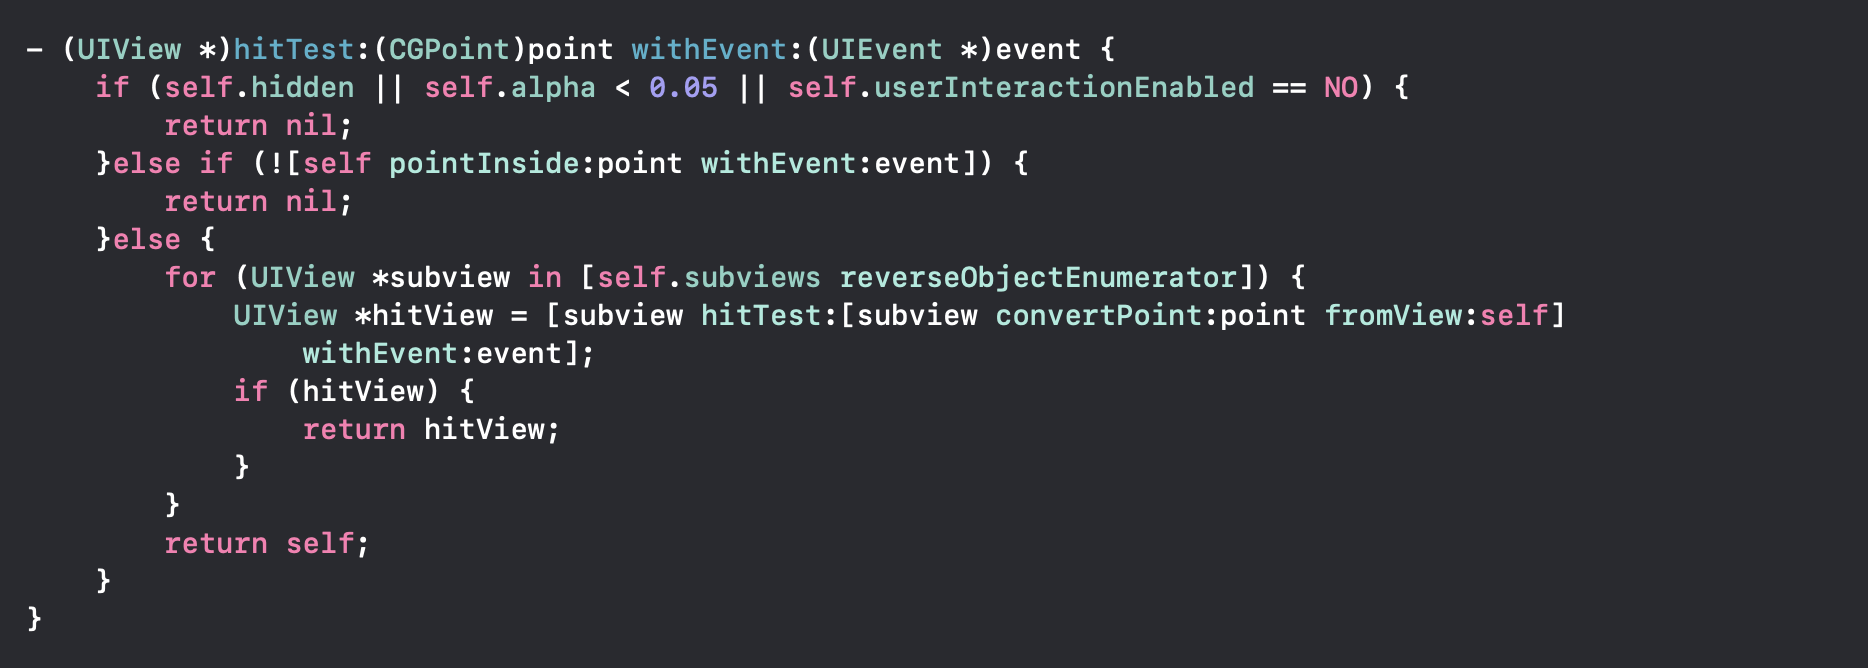 - (UIView *)hitTest:(CGPoint)point withEvent:(UIEvent *)event {
    if (self.hidden || self.alpha < 0.05 || self.userInteractionEnabled == NO) {
        return nil;
    }else if (![self pointInside:point withEvent:event]) {
        return nil;
    }else {
        for (UIView *subview in [self.subviews reverseObjectEnumerator]) {
            UIView *hitView = [subview hitTest:[subview convertPoint:point fromView:self]
                withEvent:event];
            if (hitView) {
                return hitView;
            }
        }
        return self;
    }
}